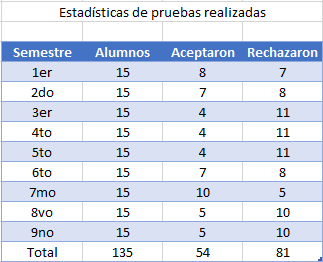 Estadísticas de pruebas realizadas
Semestre Alumnos Aceptaron Rechazaron
1er 15 8 7
2do 15 7 8
3er 15 4 11
4to 15 4 11
5to 15 4 11
6to 15 7 8
7mo 15 10 5
8vo 15 5 10
9no 15 5 10
Total 135 54 81